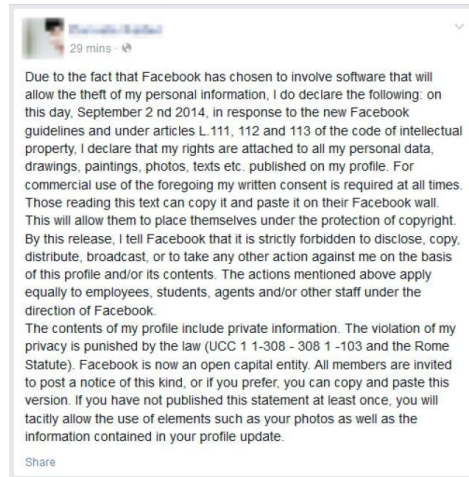 29 mins ·
Due to the fact that Facebook has chosen to involve software that will
allow the theft of my personal information, I do declare the following: on
this day, September 2 nd 2014, in response to the new Facebook
guidelines and under articles L.111, 112 and 113 of the code of intellectual
property, I declare that my rights are attached to all my personal data,
drawings, paintings, photos, texts etc. published on my profile. For
commercial use of the foregoing my written consent is required at all times.
Those reading this text can copy it and paste it on their Facebook wall.
This will allow them to place themselves under the protection of copyright.
By this release, I tell Facebook that it is strictly forbidden to disclose, copy,
distribute, broadcast, or to take any other action against me on the basis
of this profile and/or its contents. The actions mentioned above apply
equally to employees, students, agents and/or other staff under the
direction of Facebook.
The contents of my profile include private information. The violation of my
privacy is punished by the law (UCC 1 1-308 - 308 1 -103 and the Rome
Statute). Facebook is now an open capital entity. All members are invited
to post a notice of this kind, or if you prefer, you can copy and paste this
version. If you have not published this statement at least once, you will
tacitly allow the use of elements such as your photos as well as the
information contained in your profile update.
Share